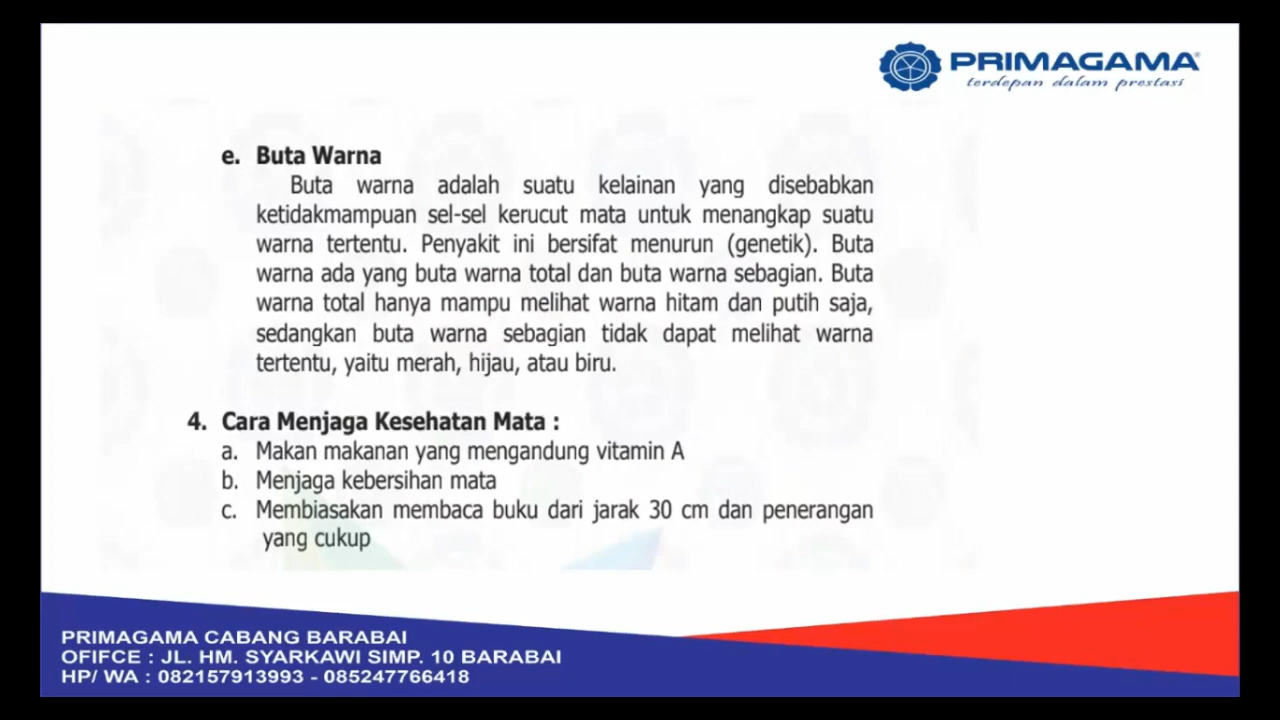 PRIMAGAMA
terdepan dalam prestasi
e. Buta Warna
Buta warna adalah suatu kelainan yang disebabkan
ketidakmampuan sel-sel kerucut mata untuk menangkap suatu
warna tertentu. Penyakit ini bersifat menurun (genetik). Buta
warna ada yang buta warna total dan buta warna sebagian. Buta
warna total hanya mampu melihat warna hitam dan putih saja,
sedangkan buta warna sebagian tidak dapat melihat warna
tertentu, yaitu merah, hijau, atau biru.
4. Cara Menjaga Kesehatan Mata :
a. Makan makanan yang mengandung vitamin A
b. Menjaga kebersihan mata
c. Membiasakan membaca buku dari jarak 30 cm dan penerangan
yang cukup
PRIMAGAMA CABANG BARABAI
OFIFCE : JL. HM. SYARKAWI SIMP. 10 BARABAI
HP/ WA : 082157913993 - 085247766418